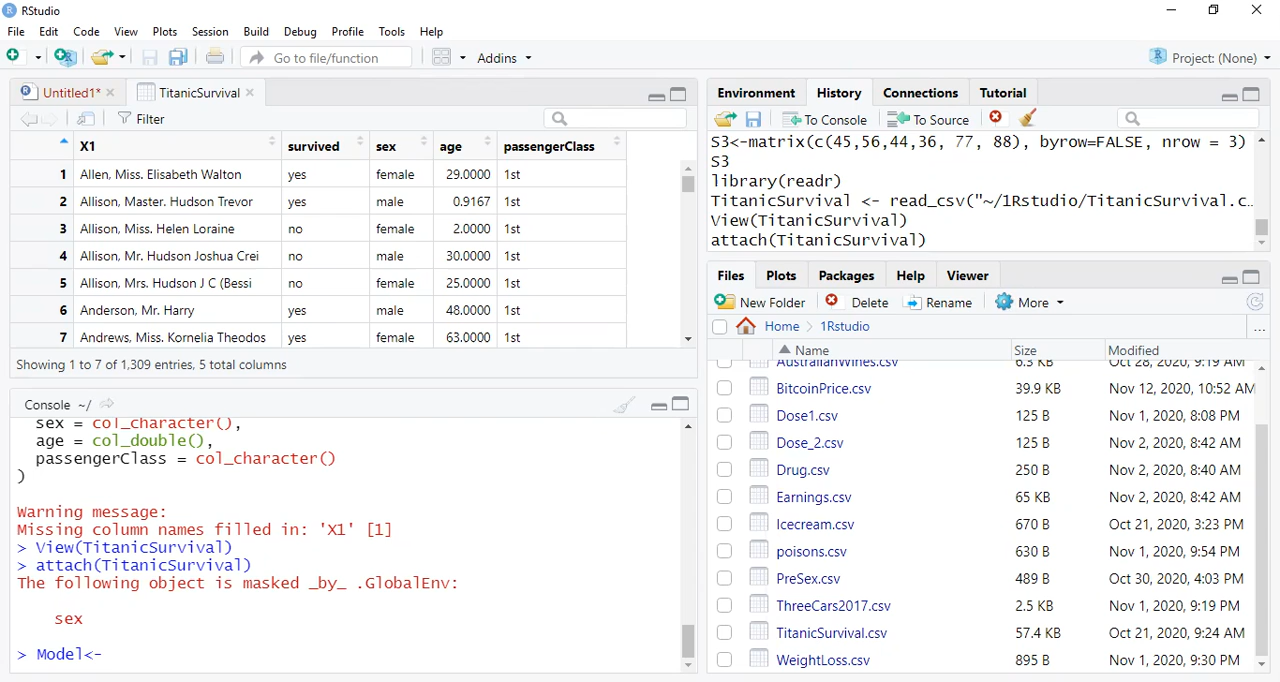 RStudio
File Edit Code View Plots Session Build Debug Profile Tools Help
Go to file/function Addins Project: (None)
Untitled1* TitanicSurvival
Filter
X1 survived sex age passengerClass
1 Allen, Miss. Elisabeth Walton yes female 29.0000 1st
2 Allison, Master. Hudson Trevor yes male 0.9167 1st
3 Allison, Miss. Helen Loraine no female 2.0000 1st
4 Allison, Mr. Hudson Joshua Crei no male 30.0000 1st
5 Allison, Mrs. Hudson J C (Bessi no female 25.0000 1st
6 Anderson, Mr. Harry yes male 48.0000 1st
7 Andrews, Miss. Kornelia Theodos yes female 63.0000 1st
Showing 1 to 7 of 1,309 entries, 5 total columns
Console ~/
sex = col_character(),
age = col_double(),
passengerClass = col_character()
)
Warning message:
Missing column names filled in: 'X1' [1]
> View(TitanicSurvival)
> attach(TitanicSurvival)
The following object is masked _by_ .GlobalEnv:
sex
> Model<-
Environment History Connections Tutorial
To Console To Source
S3<-matrix(c(45,56,44,36, 77, 88), byrow=FALSE, nrow = 3)
S3
library(readr)
TitanicSurvival <- read_csv("~/1Rstudio/TitanicSurvival.c…
View(TitanicSurvival)
attach(TitanicSurvival)
Files Plots Packages Help Viewer
New Folder Delete Rename More
Home 1Rstudio ...
Name Size Modified
AustralianWines.csv 6.3 KB Oct 28, 2020, 9:19 AM
BitcoinPrice.csv 39.9 KB Nov 12, 2020, 10:52 AM
Dose1.csv 125 B Nov 1, 2020, 8:08 PM
Dose_2.csv 125 B Nov 2, 2020, 8:42 AM
Drug.csv 250 B Nov 2, 2020, 8:40 AM
Earnings.csv 65 KB Nov 2, 2020, 8:42 AM
Icecream.csv 670 B Oct 21, 2020, 3:23 PM
poisons.csv 630 B Nov 1, 2020, 9:54 PM
PreSex.csv 489 B Oct 30, 2020, 4:03 PM
ThreeCars2017.csv 2.5 KB Nov 1, 2020, 9:19 PM
TitanicSurvival.csv 57.4 KB Oct 21, 2020, 9:24 AM
WeightLoss.csv 895 B Nov 1, 2020, 9:30 PM